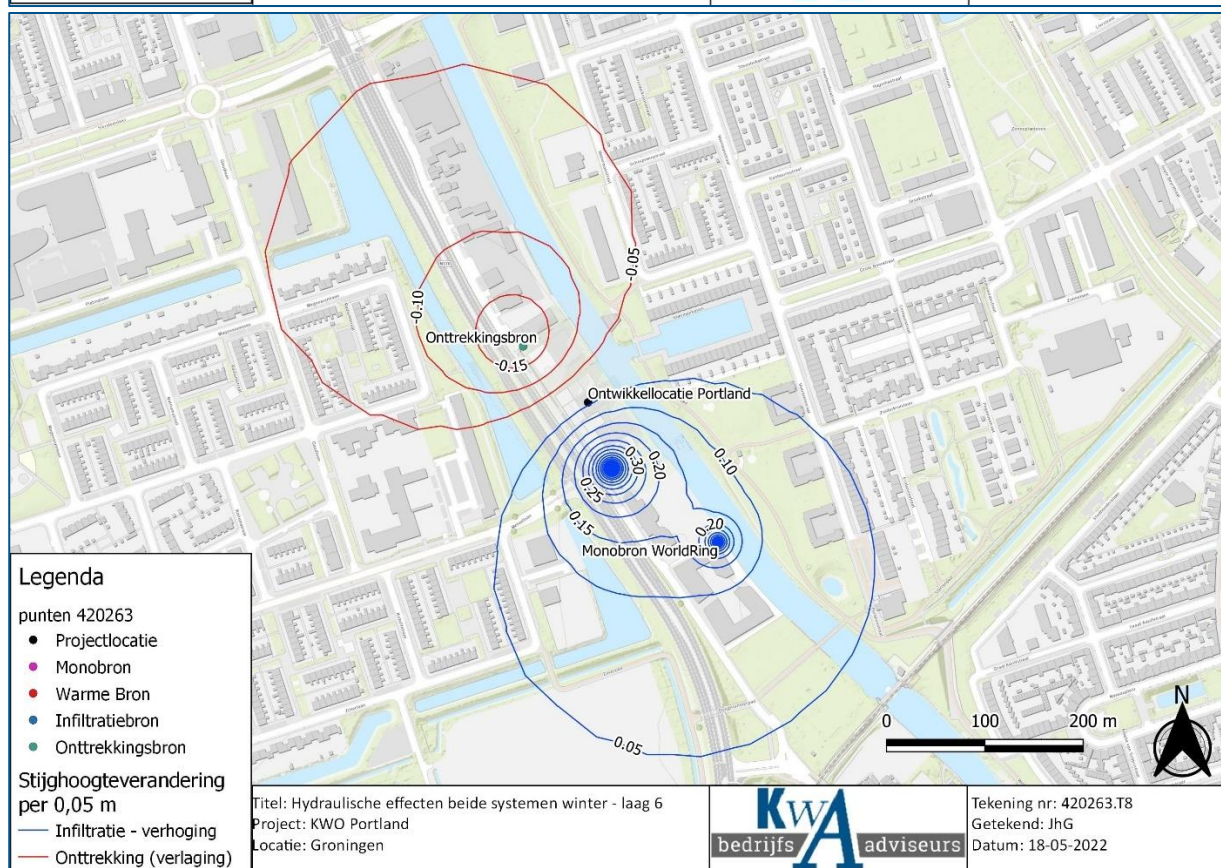 -0.05
-0.10
Onttrekkingsbron
-0.15
Ontwikkellocatie Portland
0.30
0.20
0.10
0.25
0.15
0.20
Monobron WorldRing
0.05
0 100 200 m
N
Legenda
punten 420263
Projectlocatie
Monobron
Warme Bron
Infiltratiebron
Onttrekkingsbron
Stijghoogteverandering
per 0,05 m
Infiltratie - verhoging
Onttrekking (verlaging)
Titel: Hydraulische effecten beide systemen winter - laag 6
Project: KWO Portland
Locatie: Groningen
KWA
bedrijfs adviseurs
Tekening nr: 420263.T8
Getekend: JhG
Datum: 18-05-2022